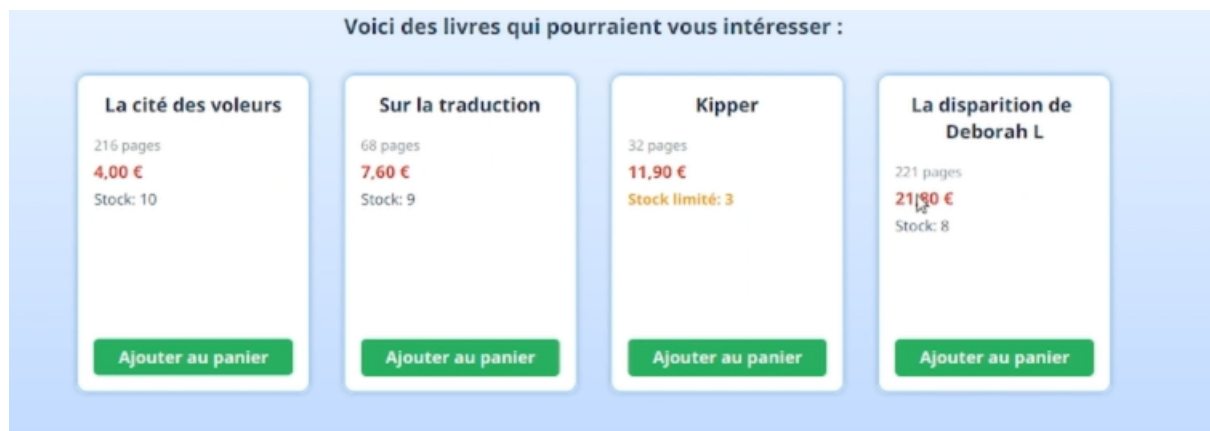 Voici des livres qui pourraient vous intéresser :
La cité des voleurs
216 pages
4,00 €
Stock: 10
Ajouter au panier
Sur la traduction
68 pages
7,60 €
Stock: 9
Ajouter au panier
Kipper
32 pages
11,90 €
Stock limité: 3
Ajouter au panier
La disparition de
Deborah L
221 pages
€
Stock: 8
Ajouter au panier